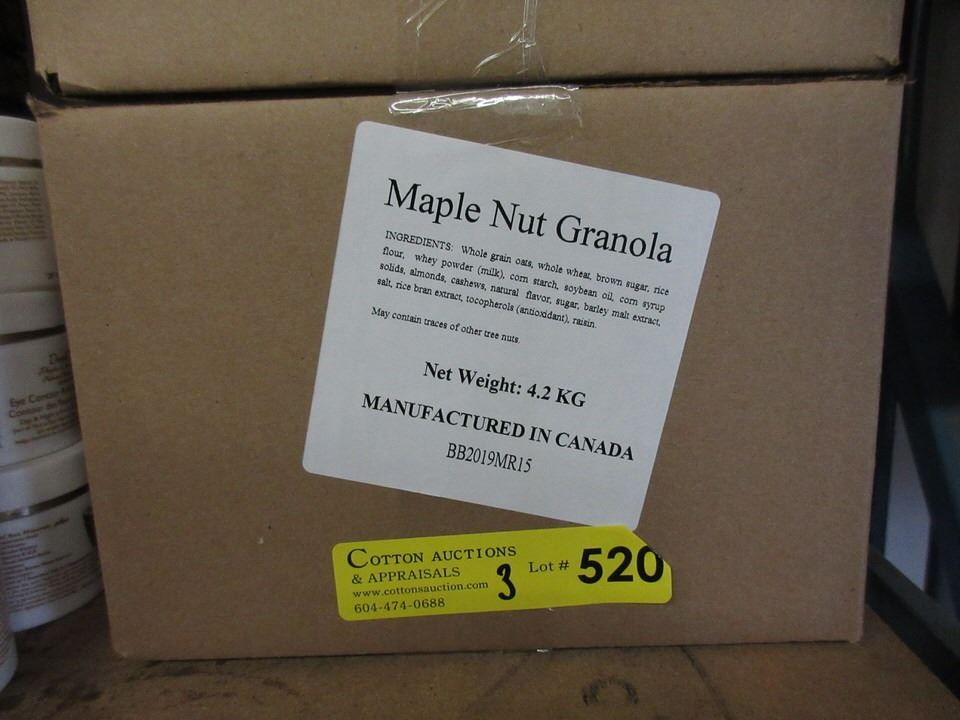 Maple Nut Granola
INGREDIENTS: Whole grain oats, whole wheat, brown sugar, rice
flour, whey powder (milk), corn starch, soybean oil, corn syrup
solids, almonds, cashews, natural flavor, sugar, barley malt extract,
salt, rice bran extract, tocopherols (antioxidant), raisin.
May contain traces of other tree nuts.
Net Weight: 4.2 KG
MANUFACTURED IN CANADA
BB2019MR15
COTTON AUCTIONS
& APPRAISALS
www.cottonsauction.com
604-474-0688
3
Lot # 520
Eye Contour